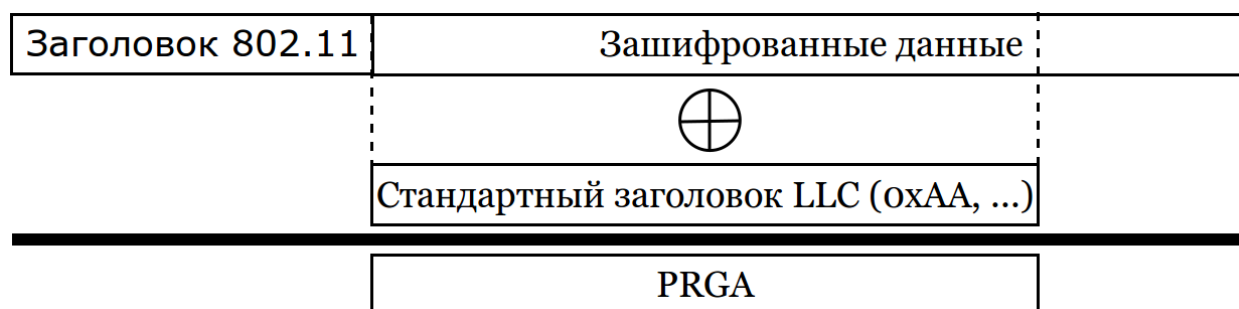 Заголовок 802.11 Зашифрованные данные
Стандартный заголовок LLC (0xAA, ...)
PRGA